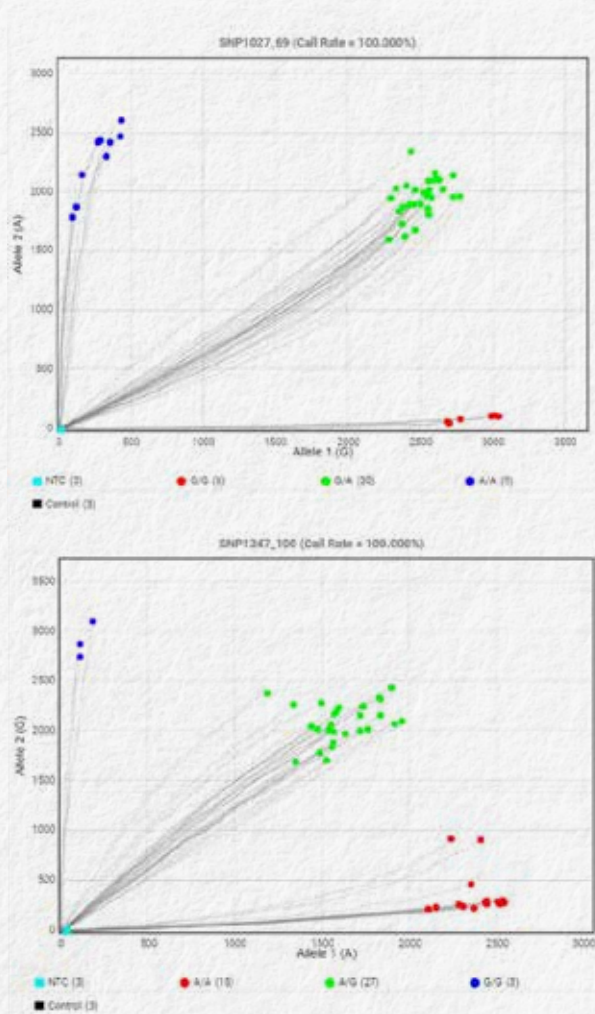 SNP1027_69 (Call Rate = 100.000%)
3000
2500
2000
1500
1000
500
0
Allele 2 (A)
0 500 1000 1500 2000 2500 3000 3500
Allele 1 (G)
NTC (3) G/G (6) G/A (30) A/A (9)
Control (3)
SNP1347_100 (Call Rate = 100.000%)
3500
3000
2500
2000
1500
1000
500
0
Allele 2 (G)
0 500 1000 1500 2000 2500 3000
Allele 1 (A)
NTC (3) A/A (15) A/G (27) G/G (3)
Control (3)